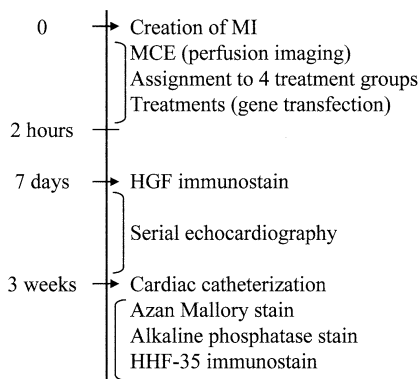 0 Creation of MI
MCE (perfusion imaging)
Assignment to 4 treatment groups
Treatments (gene transfection)
2 hours
7 days HGF immunostain
Serial echocardiography
3 weeks Cardiac catheterization
Azan Mallory stain
Alkaline phosphatase stain
HHF-35 immunostain